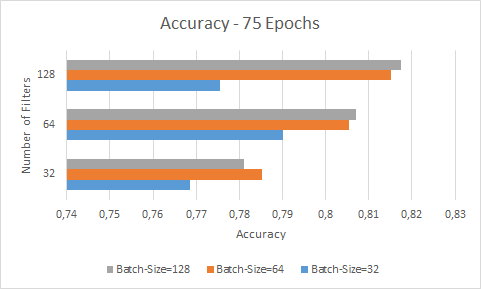 Accuracy - 75 Epochs
Number of Filters
128
64
32
0,74 0,75 0,76 0,77 0,78 0,79 0,8 0,81 0,82 0,83
Accuracy
Batch-Size=128 Batch-Size=64 Batch-Size=32